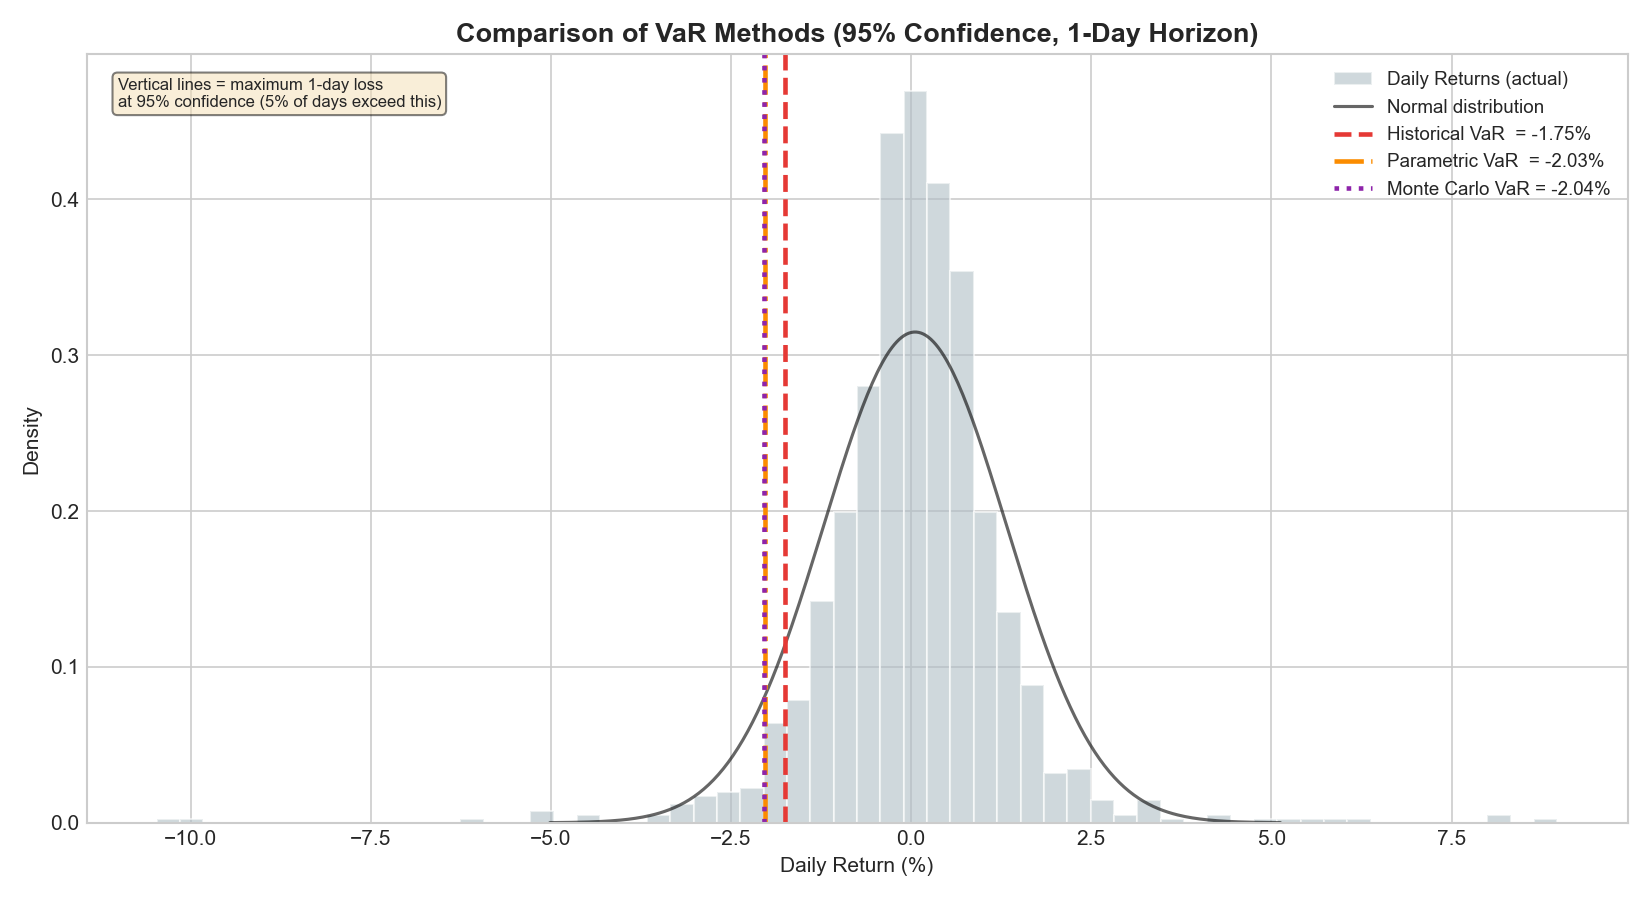 Comparison of VaR Methods (95% Confidence, 1-Day Horizon)
Vertical lines = maximum 1-day loss
at 95% confidence (5% of days exceed this)
Daily Returns (actual)
Normal distribution
Historical VaR  = -1.75%
Parametric VaR  = -2.03%
Monte Carlo VaR = -2.04%
Density
0.4
0.3
0.2
0.1
0.0
−10.0 −7.5 −5.0 −2.5 0.0 2.5 5.0 7.5
Daily Return (%)